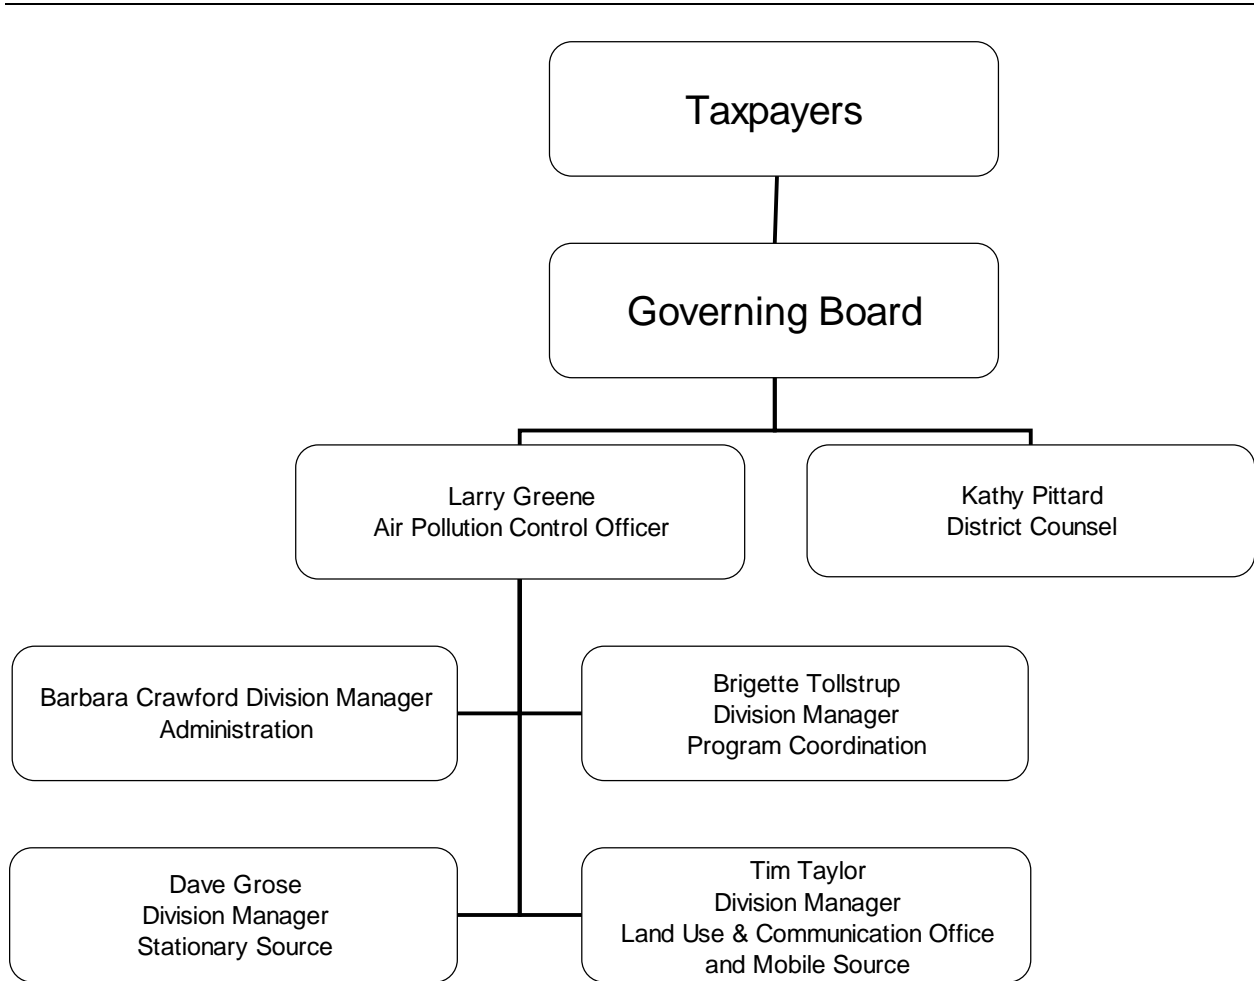 Taxpayers
Governing Board
Larry Greene
Air Pollution Control Officer
Kathy Pittard
District Counsel
Barbara Crawford Division Manager
Administration
Brigette Tollstrup
Division Manager
Program Coordination
Dave Grose
Division Manager
Stationary Source
Tim Taylor
Division Manager
Land Use & Communication Office
and Mobile Source